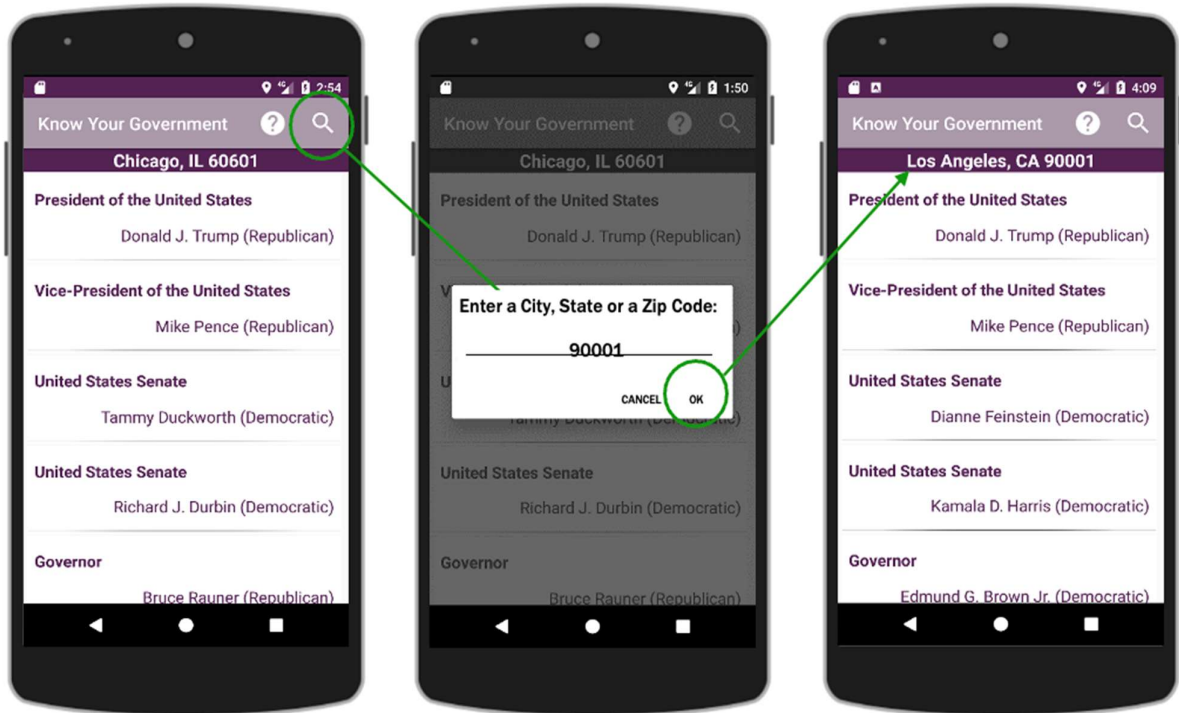 4G 2:54
Know Your Government ?
Chicago, IL 60601
President of the United States
Donald J. Trump (Republican)
Vice-President of the United States
Mike Pence (Republican)
United States Senate
Tammy Duckworth (Democratic)
United States Senate
Richard J. Durbin (Democratic)
Governor
Bruce Rauner (Republican)
4G 1:50
Know Your Government ?
Chicago, IL 60601
President of the United States
Donald J. Trump (Republican)
Enter a City, State or a Zip Code:
90001
CANCEL OK
Tammy Duckworth (Democratic)
United States Senate
Richard J. Durbin (Democratic)
Governor
Bruce Rauner (Republican)
A 4G 4:09
Know Your Government ?
Los Angeles, CA 90001
President of the United States
Donald J. Trump (Republican)
Vice-President of the United States
Mike Pence (Republican)
United States Senate
Dianne Feinstein (Democratic)
United States Senate
Kamala D. Harris (Democratic)
Governor
Edmund G. Brown Jr. (Democratic)